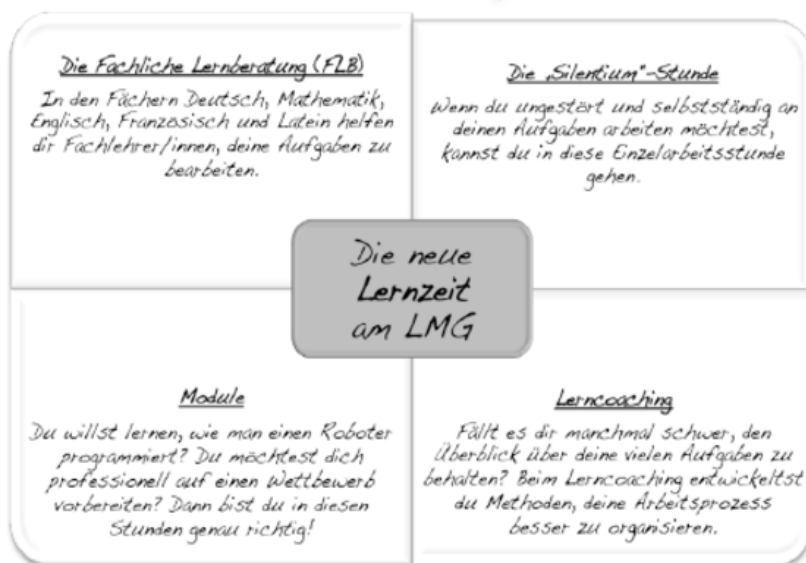 Die Fachliche Lernberatung (FLB)
In den Fächern Deutsch, Mathematik,
Englisch, Französisch und Latein helfen
dir Fachlehrer/innen, deine Aufgaben zu
bearbeiten.
Die „Silentium"-Stunde
Wenn du ungestört und selbstständig an
deinen Aufgaben arbeiten möchtest,
kannst du in diese Einzelarbeitsstunde
gehen.
Die neue
Lernzeit
am LMG
Module
Du willst lernen, wie man einen Roboter
programmiert? Du möchtest dich
professionell auf einen Wettbewerb
vorbereiten? Dann bist du in diesen
Stunden genau richtig!
Lerncoaching
Fällt es dir manchmal schwer, den
Überblick über deine vielen Aufgaben zu
behalten? Beim Lerncoaching entwickeltst
du Methoden, deine Arbeitsprozess
besser zu organisieren.